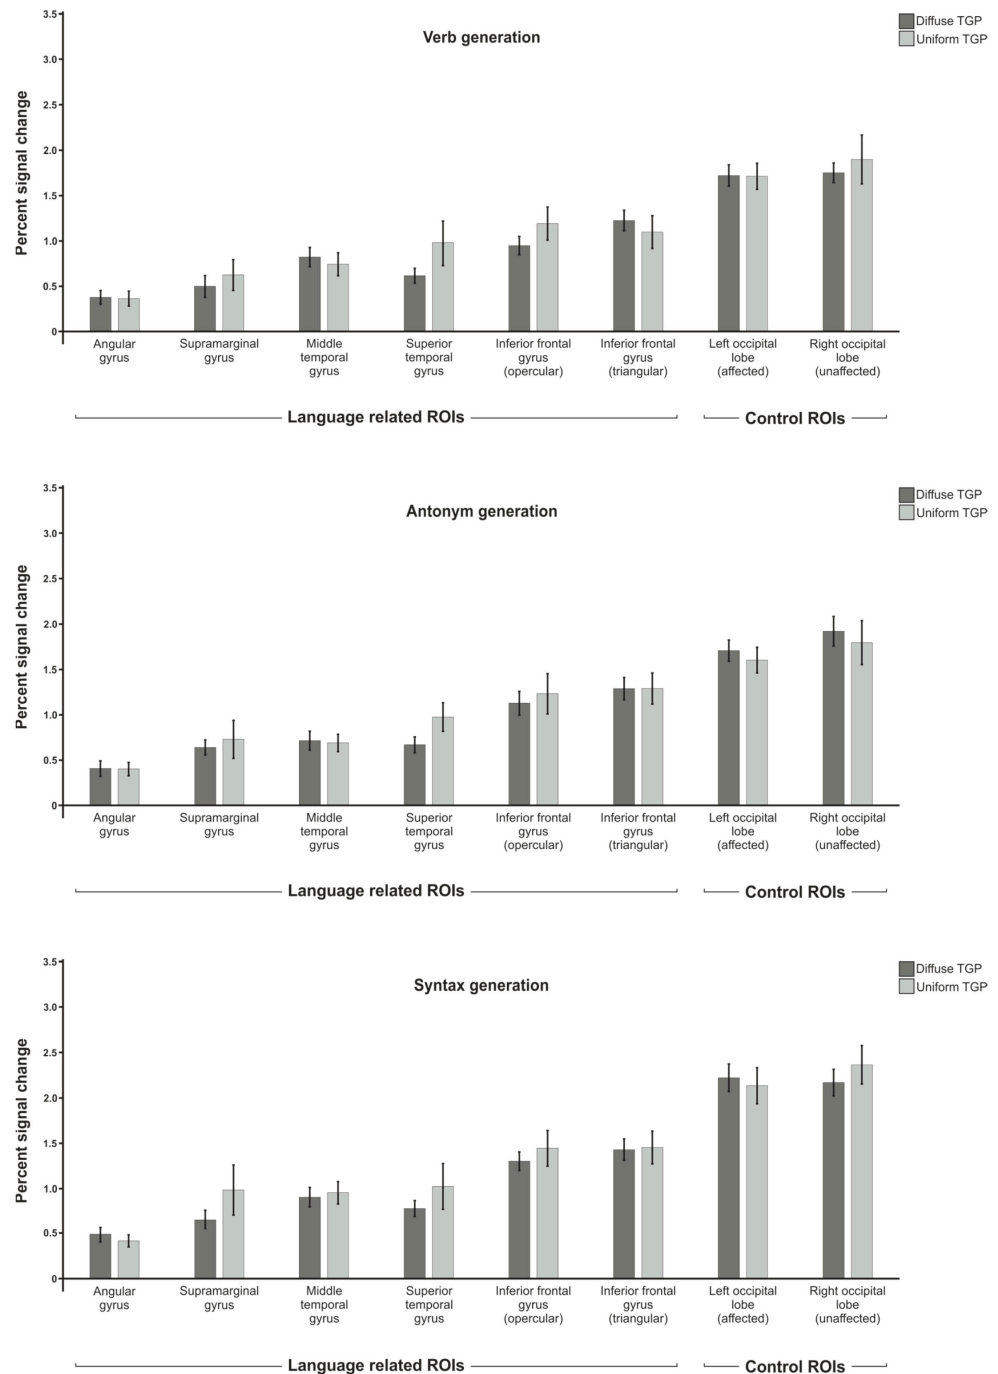 Verb generation
Diffuse TGP
Uniform TGP
Percent signal change
3.5
3.0
2.5
2.0
1.5
1.0
0.5
0
Angular gyrus
Supramarginal gyrus
Middle temporal gyrus
Superior temporal gyrus
Inferior frontal gyrus (opercular)
Inferior frontal gyrus (triangular)
Left occipital lobe (affected)
Right occipital lobe (unaffected)
Language related ROIs
Control ROIs
Antonym generation
Diffuse TGP
Uniform TGP
Percent signal change
3.5
3.0
2.5
2.0
1.5
1.0
0.5
0
Angular gyrus
Supramarginal gyrus
Middle temporal gyrus
Superior temporal gyrus
Inferior frontal gyrus (opercular)
Inferior frontal gyrus (triangular)
Left occipital lobe (affected)
Right occipital lobe (unaffected)
Language related ROIs
Control ROIs
Syntax generation
Diffuse TGP
Uniform TGP
Percent signal change
3.5
3.0
2.5
2.0
1.5
1.0
0.5
0
Angular gyrus
Supramarginal gyrus
Middle temporal gyrus
Superior temporal gyrus
Inferior frontal gyrus (opercular)
Inferior frontal gyrus (triangular)
Left occipital lobe (affected)
Right occipital lobe (unaffected)
Language related ROIs
Control ROIs